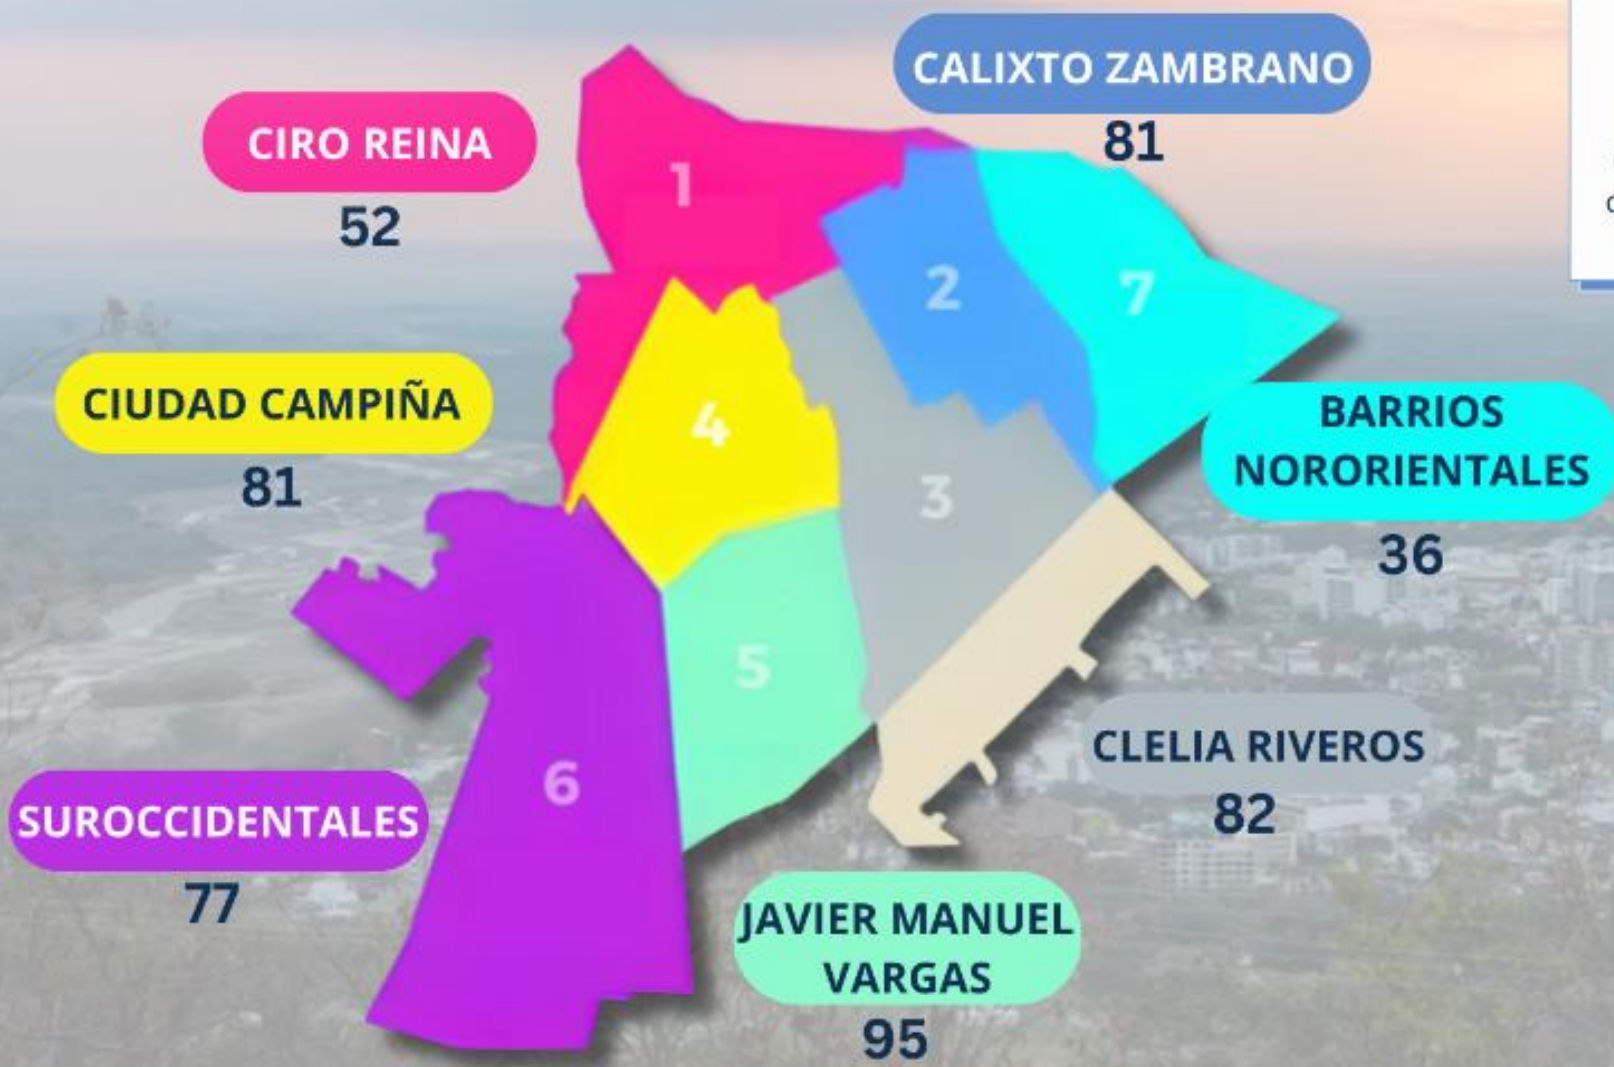 CALIXTO ZAMBRANO
81
CIRO REINA
52
1
2
7
CIUDAD CAMPIÑA
81
4
3
BARRIOS
NORORIENTALES
36
5
6
CLELIA RIVEROS
82
SUROCCIDENTALES
77
JAVIER MANUEL
VARGAS
95